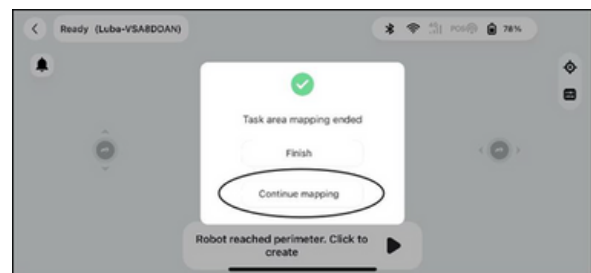 Ready (Luba-VSA8DOAN)
78%
Task area mapping ended
Finish
Continue mapping
Robot reached perimeter. Click to
create